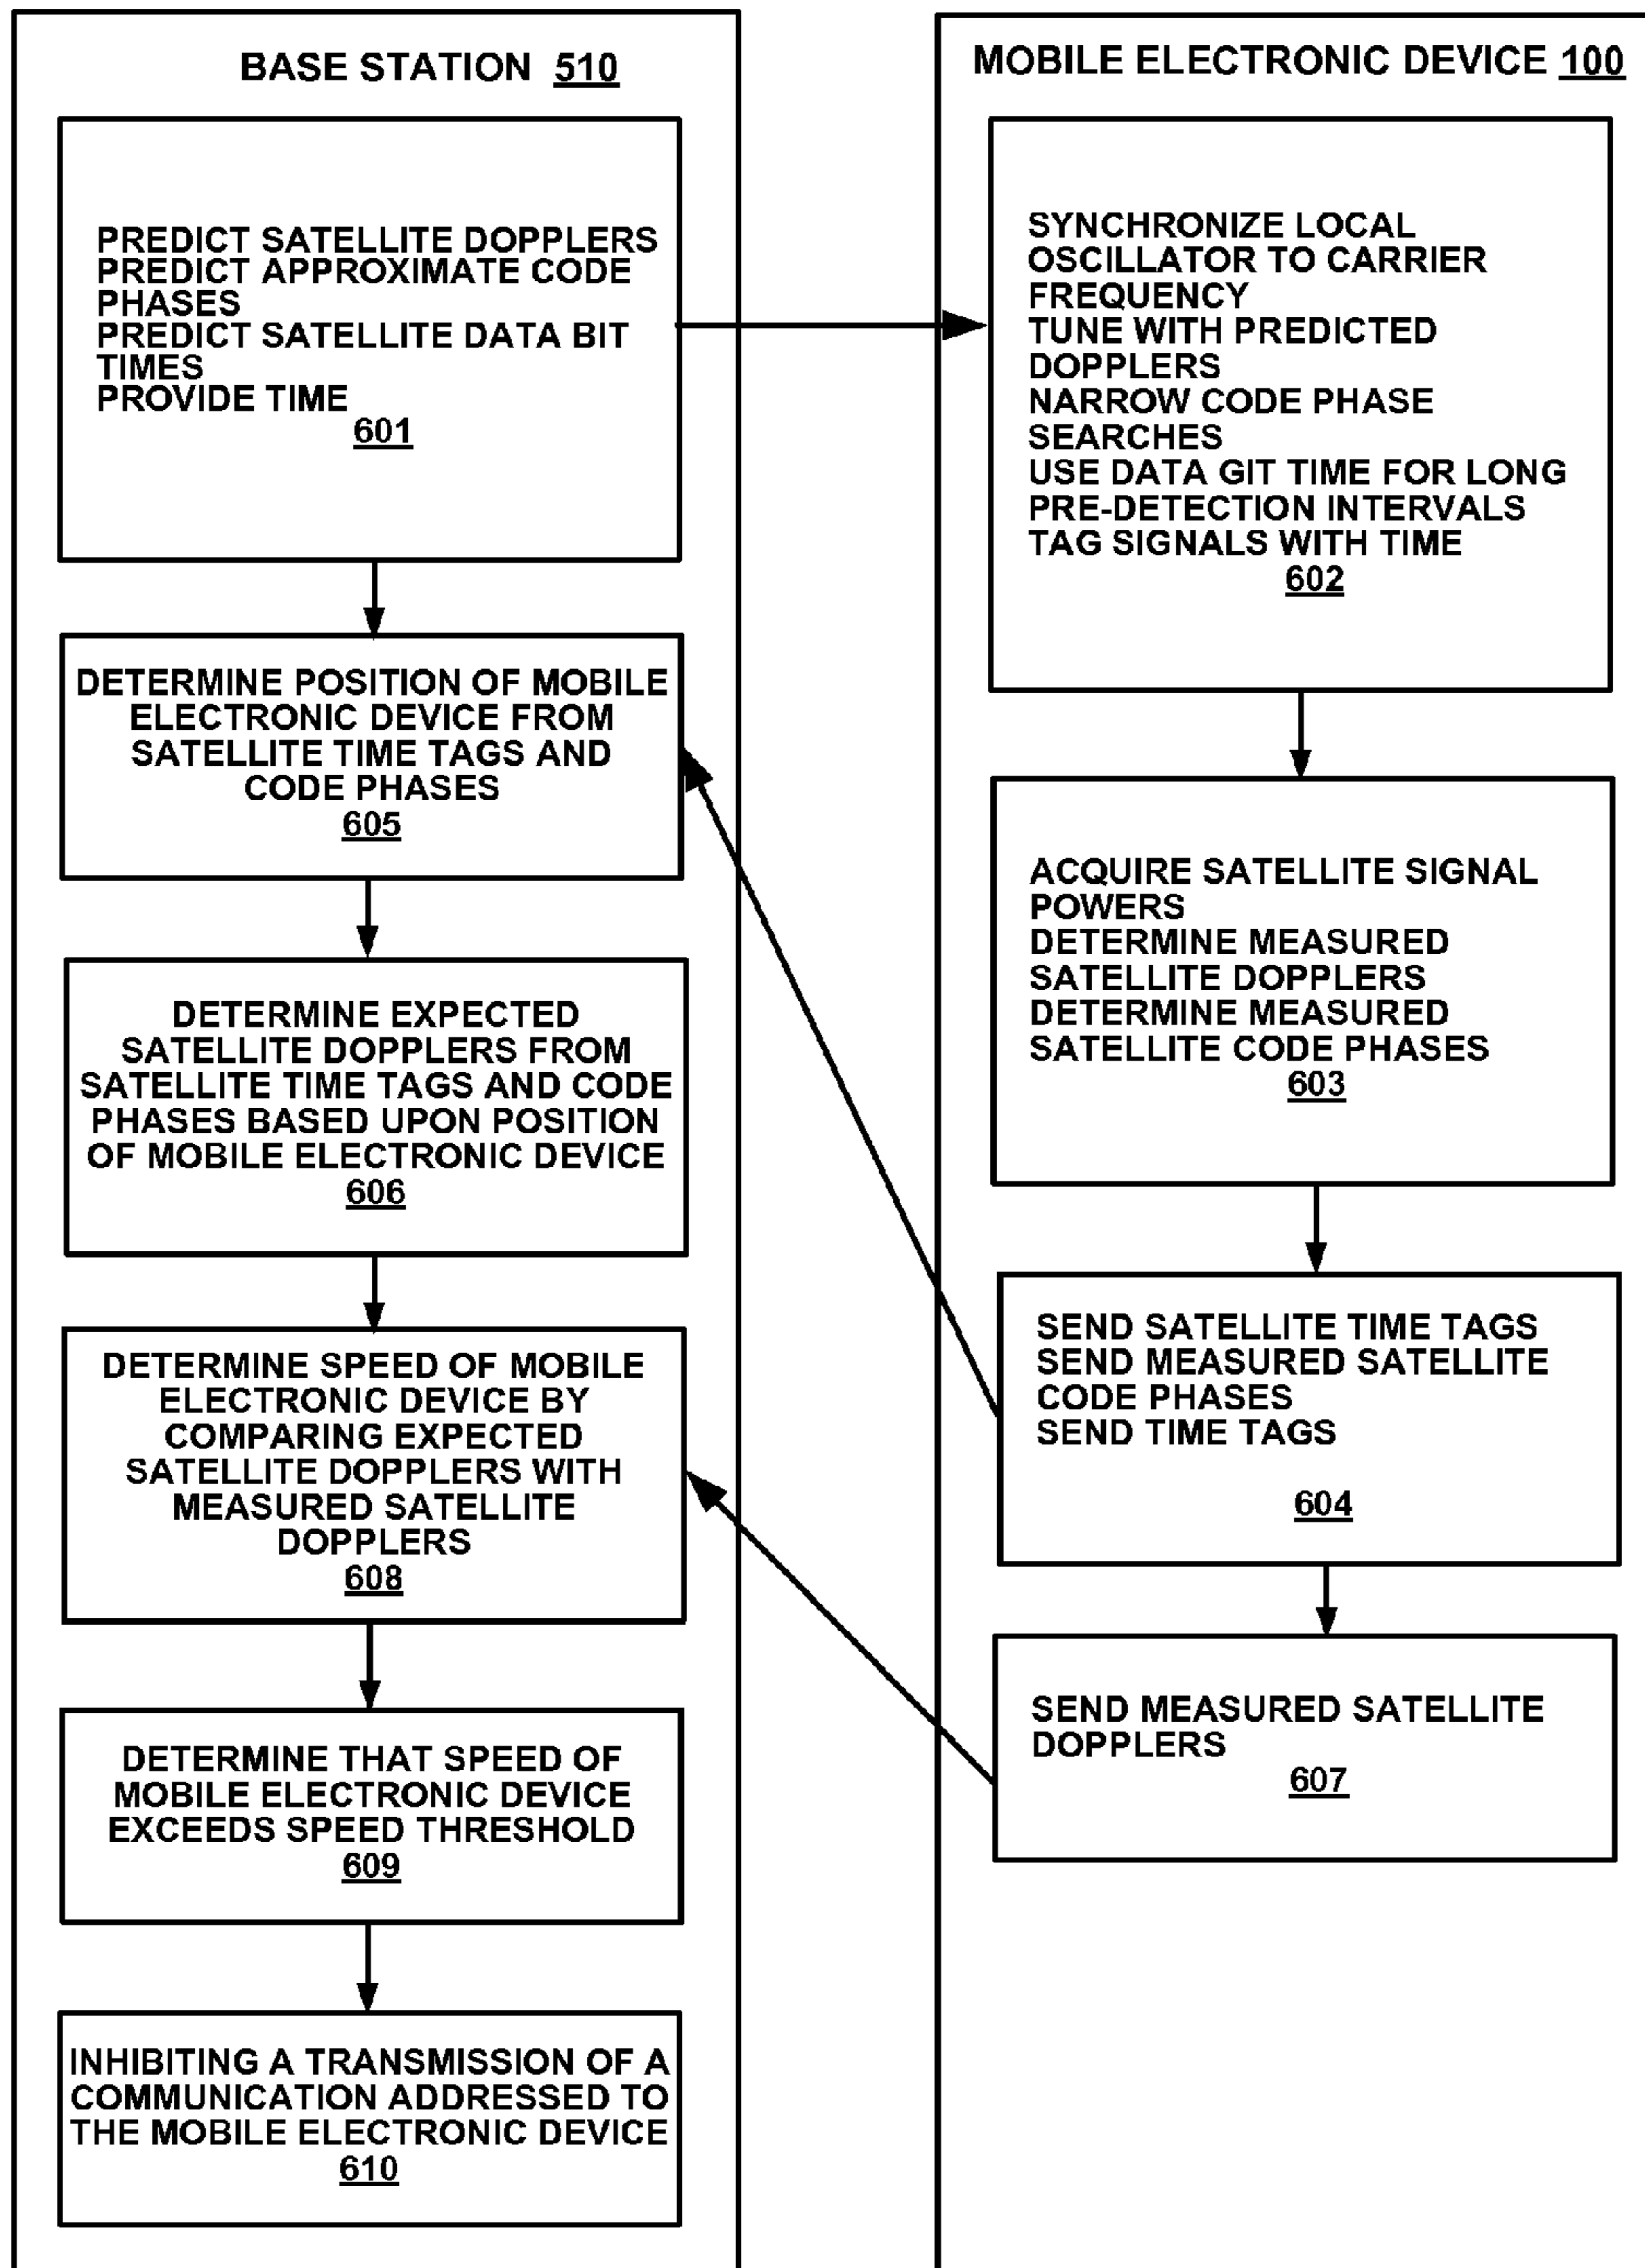 BASE STATION 510
PREDICT SATELLITE DOPPLERS
PREDICT APPROXIMATE CODE
PHASES
PREDICT SATELLITE DATA BIT
TIMES
PROVIDE TIME
601
DETERMINE POSITION OF MOBILE
ELECTRONIC DEVICE FROM
SATELLITE TIME TAGS AND
CODE PHASES
605
DETERMINE EXPECTED
SATELLITE DOPPLERS FROM
SATELLITE TIME TAGS AND CODE
PHASES BASED UPON POSITION
OF MOBILE ELECTRONIC DEVICE
606
DETERMINE SPEED OF MOBILE
ELECTRONIC DEVICE BY
COMPARING EXPECTED
SATELLITE DOPPLERS WITH
MEASURED SATELLITE
DOPPLERS
608
DETERMINE THAT SPEED OF
MOBILE ELECTRONIC DEVICE
EXCEEDS SPEED THRESHOLD
609
INHIBITING A TRANSMISSION OF A
COMMUNICATION ADDRESSED TO
THE MOBILE ELECTRONIC DEVICE
610
MOBILE ELECTRONIC DEVICE 100
SYNCHRONIZE LOCAL
OSCILLATOR TO CARRIER
FREQUENCY
TUNE WITH PREDICTED
DOPPLERS
NARROW CODE PHASE
SEARCHES
USE DATA GIT TIME FOR LONG
PRE-DETECTION INTERVALS
TAG SIGNALS WITH TIME
602
ACQUIRE SATELLITE SIGNAL
POWERS
DETERMINE MEASURED
SATELLITE DOPPLERS
DETERMINE MEASURED
SATELLITE CODE PHASES
603
SEND SATELLITE TIME TAGS
SEND MEASURED SATELLITE
CODE PHASES
SEND TIME TAGS
604
SEND MEASURED SATELLITE
DOPPLERS
607